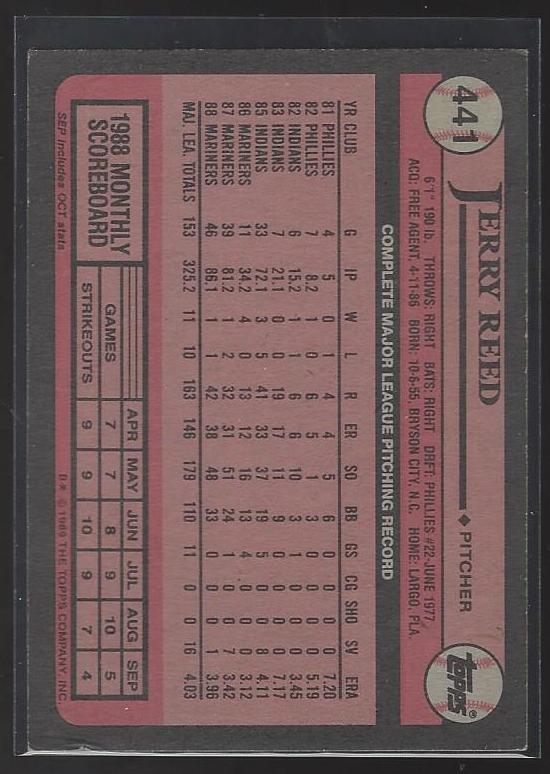 441
JERRY REED ♦ PITCHER
topps®
6'1" 190 lb. THROWS: RIGHT BATS: RIGHT DRFT: PHILLIES #22-JUNE 1977
ACQ: FREE AGENT, 4-11-86 BORN: 10-6-55, BRYSON CITY, N.C. HOME: LARGO, FLA.
COMPLETE MAJOR LEAGUE PITCHING RECORD
YR CLUB G IP W L R ER SO BB GS CG SHO SV ERA
81 PHILLIES 4 5 0 1 4 4 5 6 0 0 0 0 7.20
82 PHILLIES 7 8.2 1 0 6 5 1 3 0 0 0 0 5.19
82 INDIANS 6 15.2 1 1 6 6 10 3 1 0 0 0 3.45
83 INDIANS 7 21.1 0 0 19 17 11 9 0 0 0 0 7.17
85 INDIANS 33 72.1 3 5 41 33 37 19 5 0 0 8 4.11
86 MARINERS 11 34.2 4 0 13 12 16 13 4 0 0 0 3.12
87 MARINERS 39 81.2 1 2 32 31 51 24 1 0 0 7 3.42
88 MARINERS 46 86.1 1 1 42 38 48 33 0 0 0 1 3.96
MAJ. LEA. TOTALS 153 325.2 11 10 163 146 179 110 11 0 0 16 4.03
1988 MONTHLY
SCOREBOARD
APR MAY JUN JUL AUG SEP
GAMES 7 7 8 9 10 5
STRIKEOUTS 9 9 10 9 7 4
SEP includes OCT stats
B* © 1989 THE TOPPS COMPANY, INC.